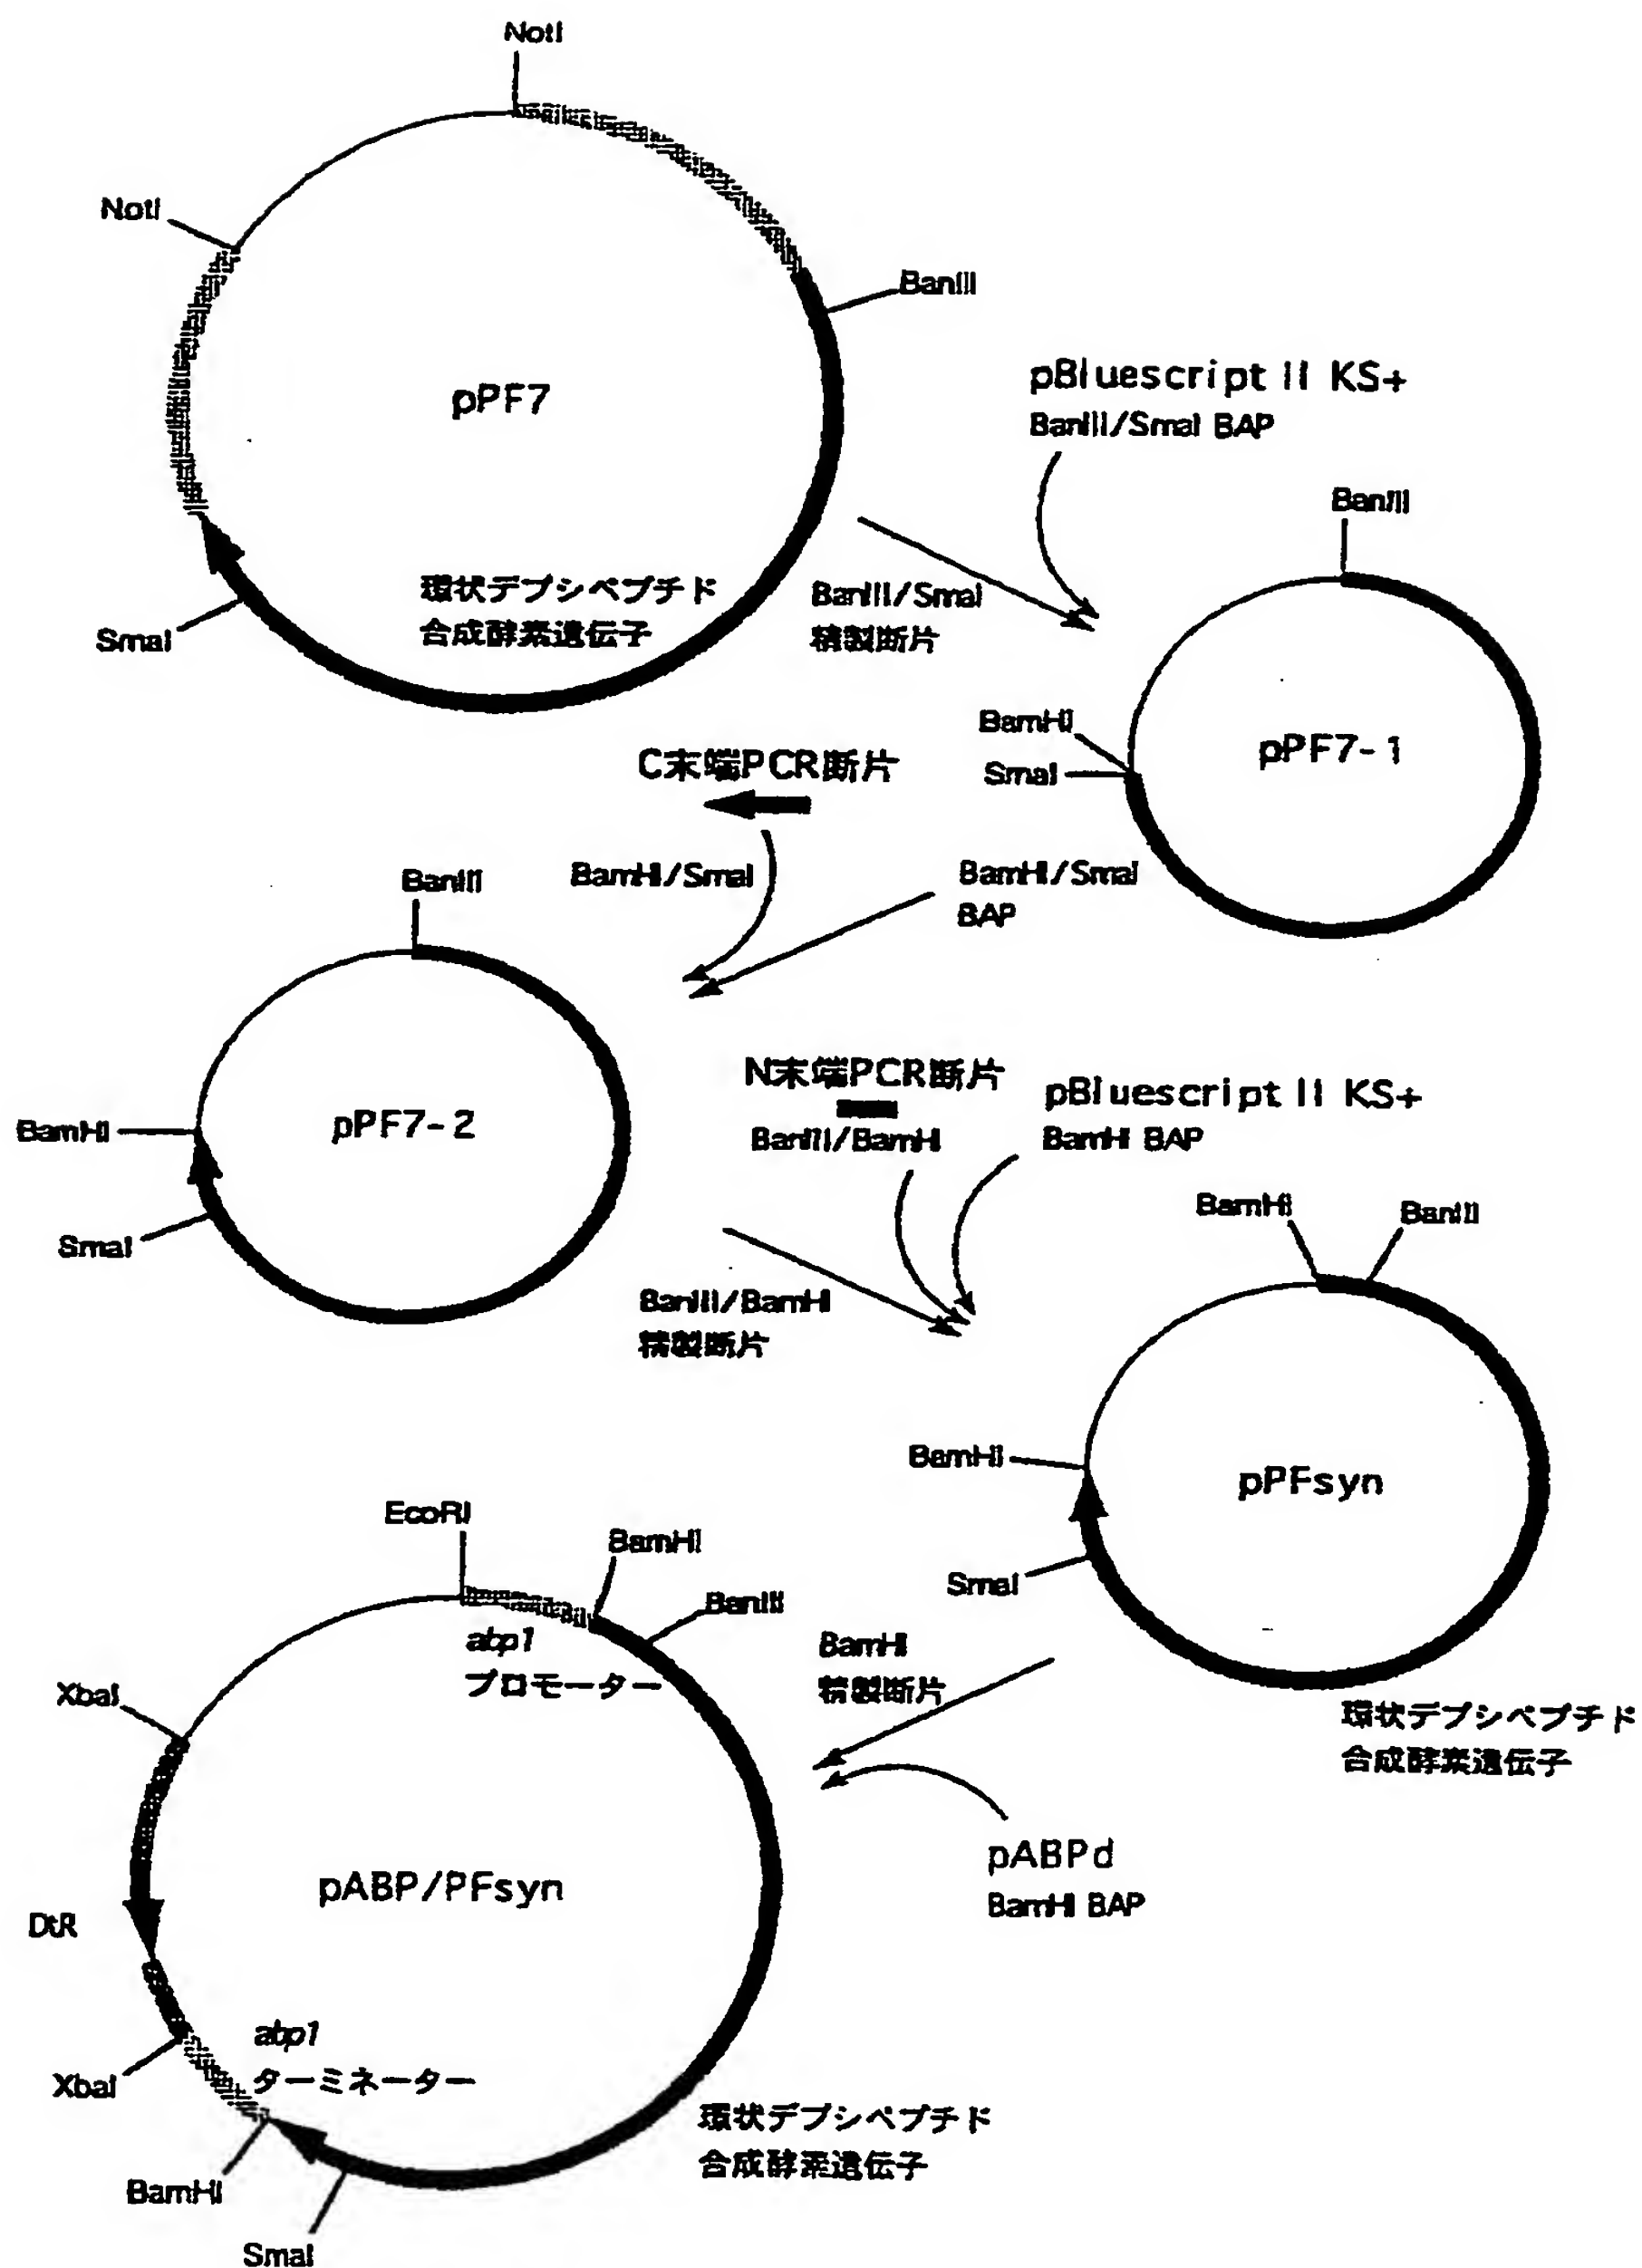 NotI
NotI
BanIII
pPF7
pBluescript II KS+
BanIII/SmaI BAP
BanIII
環状デプシペプチド
合成酵素遺伝子
SmaI
BanIII/SmaI
精製断片
BamHI
SmaI
pPF7-1
C末端PCR断片
BamHI/SmaI
BamHI/SmaI
BAP
BanIII
pPF7-2
BamHI
SmaI
N末端PCR断片
BanIII/BamHI
pBluescript II KS+
BamHI BAP
BanIII/BamHI
精製断片
BamHI
BanIII
BamHI
pPFsyn
SmaI
環状デプシペプチド
合成酵素遺伝子
BamHI
精製断片
pABPd
BamHI BAP
EcoRI
BamHI
BanIII
abp1
プロモーター
XbaI
pABP/PFsyn
DtR
abp1
ターミネーター
XbaI
環状デプシペプチド
合成酵素遺伝子
BamHI
SmaI